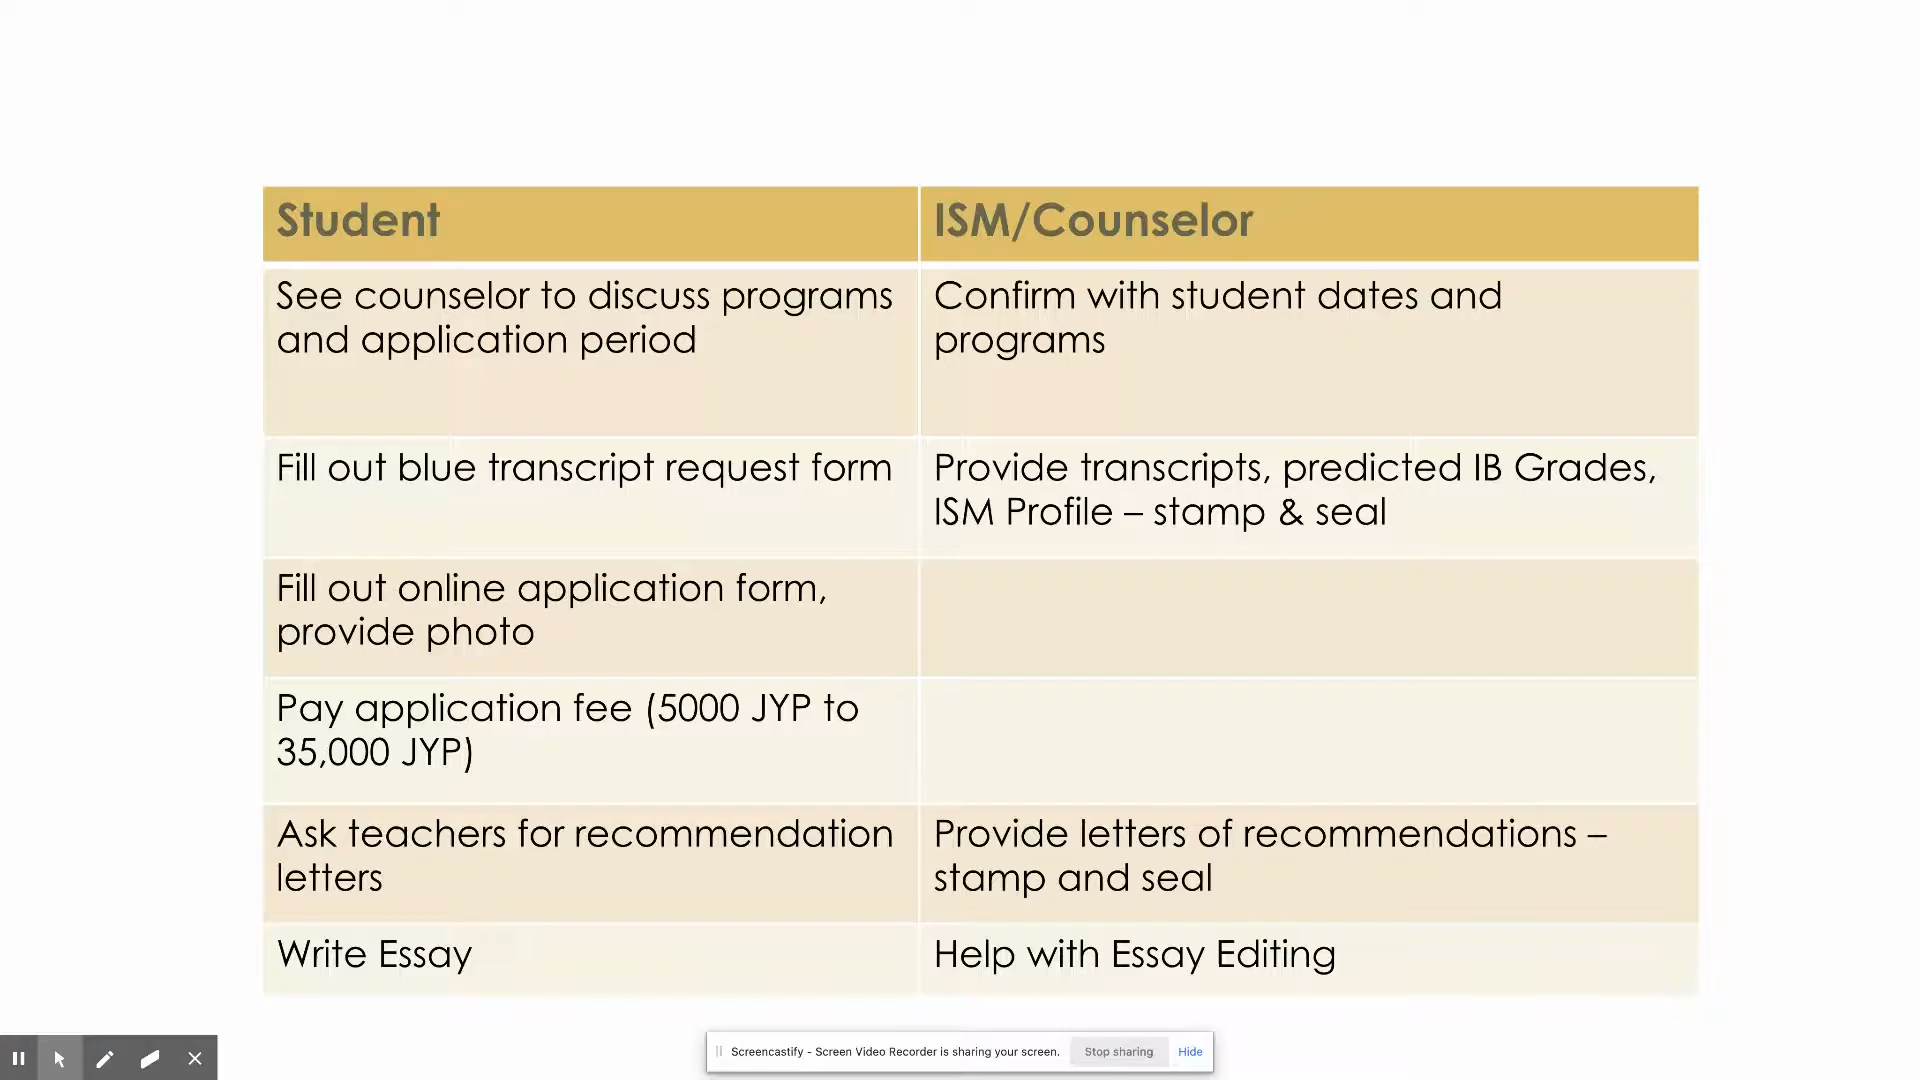 Student
ISM/Counselor
See counselor to discuss programs
and application period
Confirm with student dates and
programs
Fill out blue transcript request form
Provide transcripts, predicted IB Grades,
ISM Profile – stamp & seal
Fill out online application form,
provide photo
Pay application fee (5000 JYP to
35,000 JYP)
Ask teachers for recommendation
letters
Provide letters of recommendations –
stamp and seal
Write Essay
Help with Essay Editing
Screencastify - Screen Video Recorder is sharing your screen.
Stop sharing
Hide